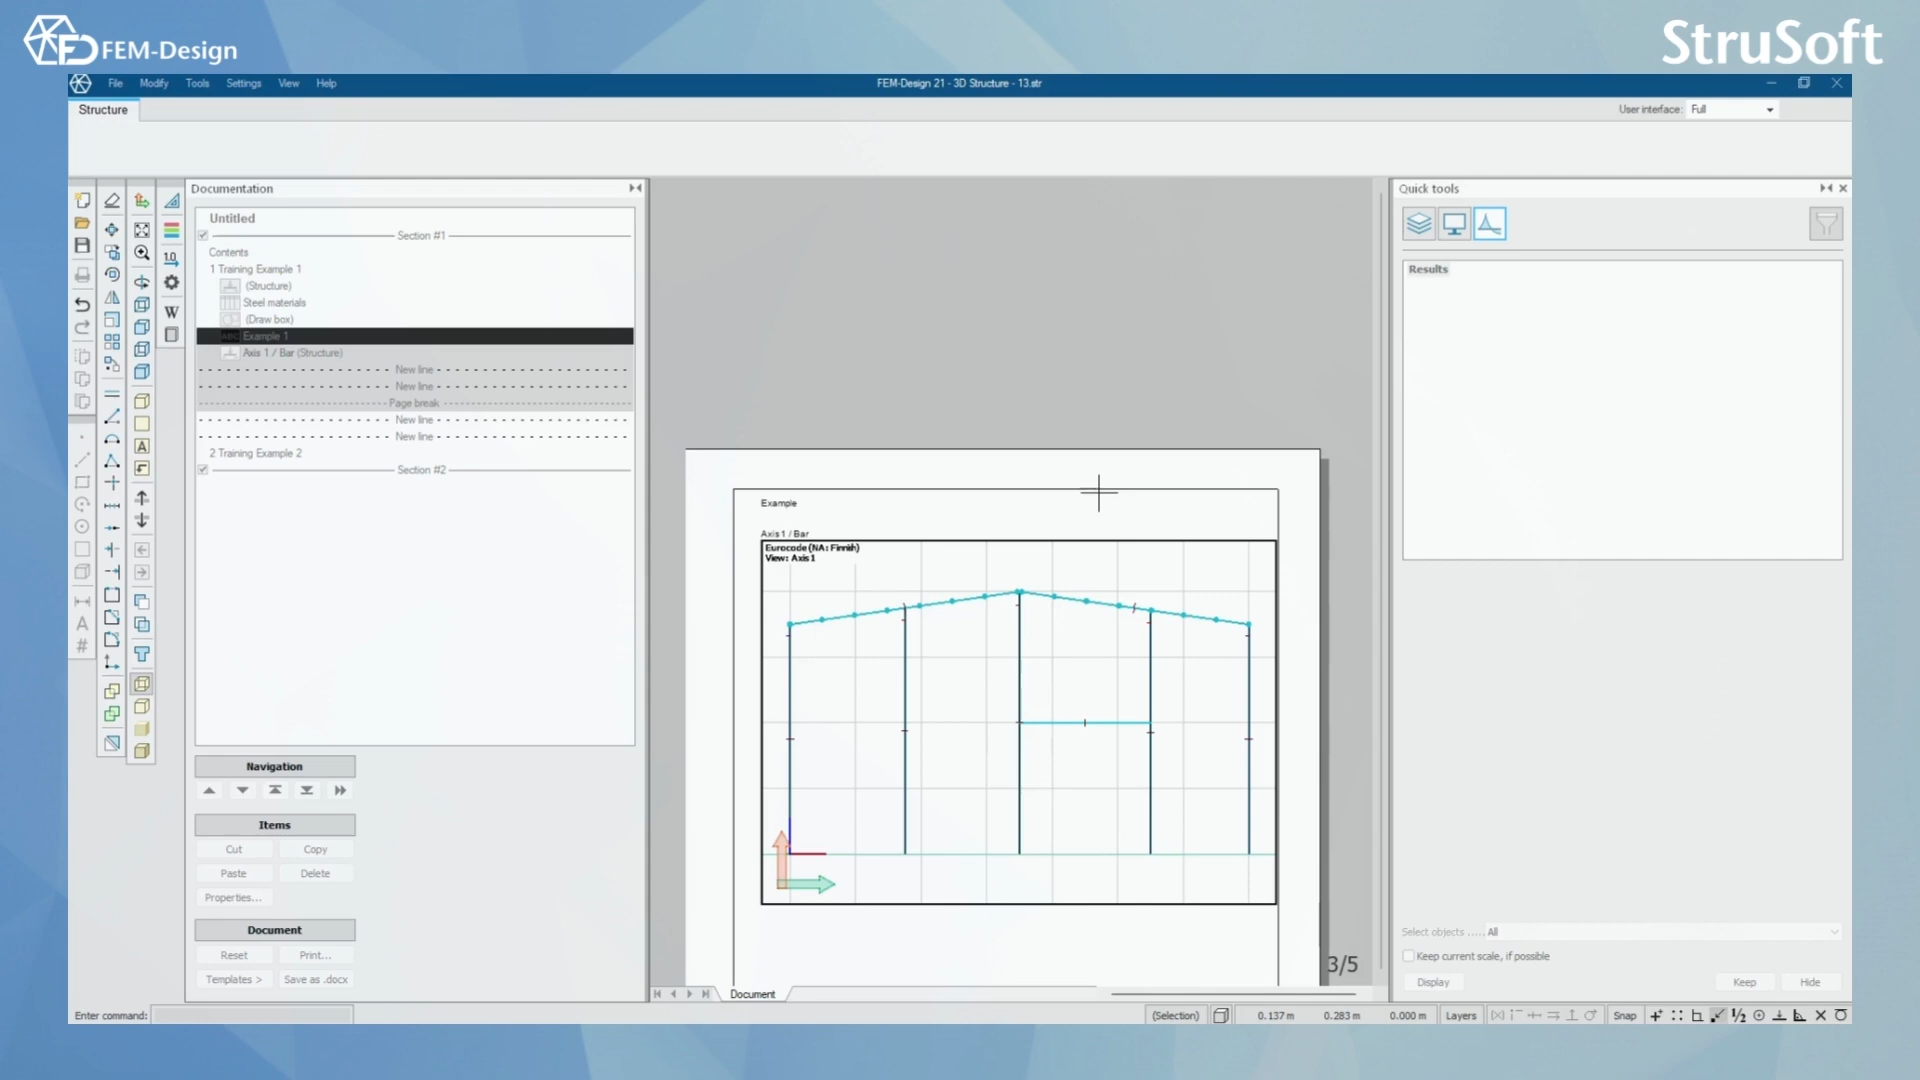 FEM-Design
StruSoft
File Modify Tools Settings View Help
FEM-Design 21 - 3D Structure - 13.str
Structure
User interface: Full
Documentation
Untitled
Section #1
Contents
1 Training Example 1
(Structure)
Steel materials
(Draw box)
Example 1
Axis 1 / Bar (Structure)
New line
New line
Page break
New line
New line
2 Training Example 2
Section #2
Navigation
Items
Cut Copy
Paste Delete
Properties...
Document
Reset Print...
Templates > Save as .docx
Example
Axis 1 / Bar
Eurocode (NA: Finnish)
View: Axis 1
3/5
Document
Quick tools
Results
Select objects ..... All
Keep current scale, if possible
Display Keep Hide
Enter command:
(Selection) 0.137 m 0.283 m 0.000 m Layers Snap 1/2